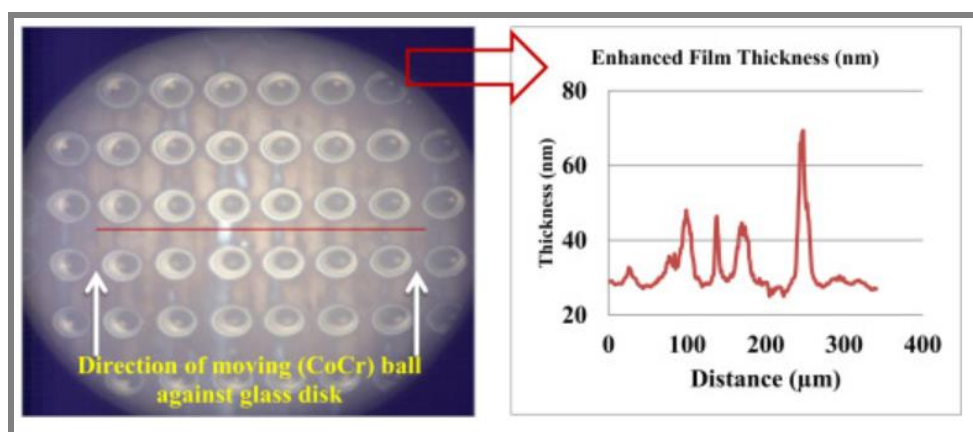 Direction of moving (CoCr) ball
against glass disk
Enhanced Film Thickness (nm)
Thickness (nm)
80
60
40
20
0
100
200
300
400
Distance (µm)